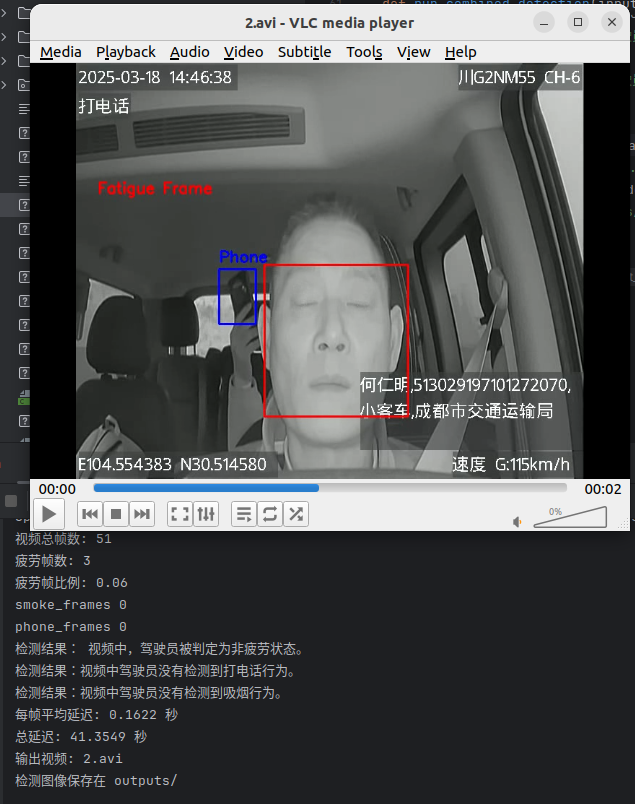 2.avi - VLC media player
Media Playback Audio Video Subtitle Tools View Help
2025-03-18 14:46:38
川G2NM55 CH-6
打电话
Fatigue Frame
Phone
何仁明,513029197101272070,
小客车,成都市交通运输局
E104.554383 N30.514580
速度 G:115km/h
00:00
00:02
0%
视频总帧数: 51
疲劳帧数: 3
疲劳帧比例: 0.06
smoke_frames 0
phone_frames 0
检测结果： 视频中，驾驶员被判定为非疲劳状态。
检测结果：视频中驾驶员没有检测到打电话行为。
检测结果：视频中驾驶员没有检测到吸烟行为。
每帧平均延迟: 0.1622 秒
总延迟: 41.3549 秒
输出视频: 2.avi
检测图像保存在 outputs/